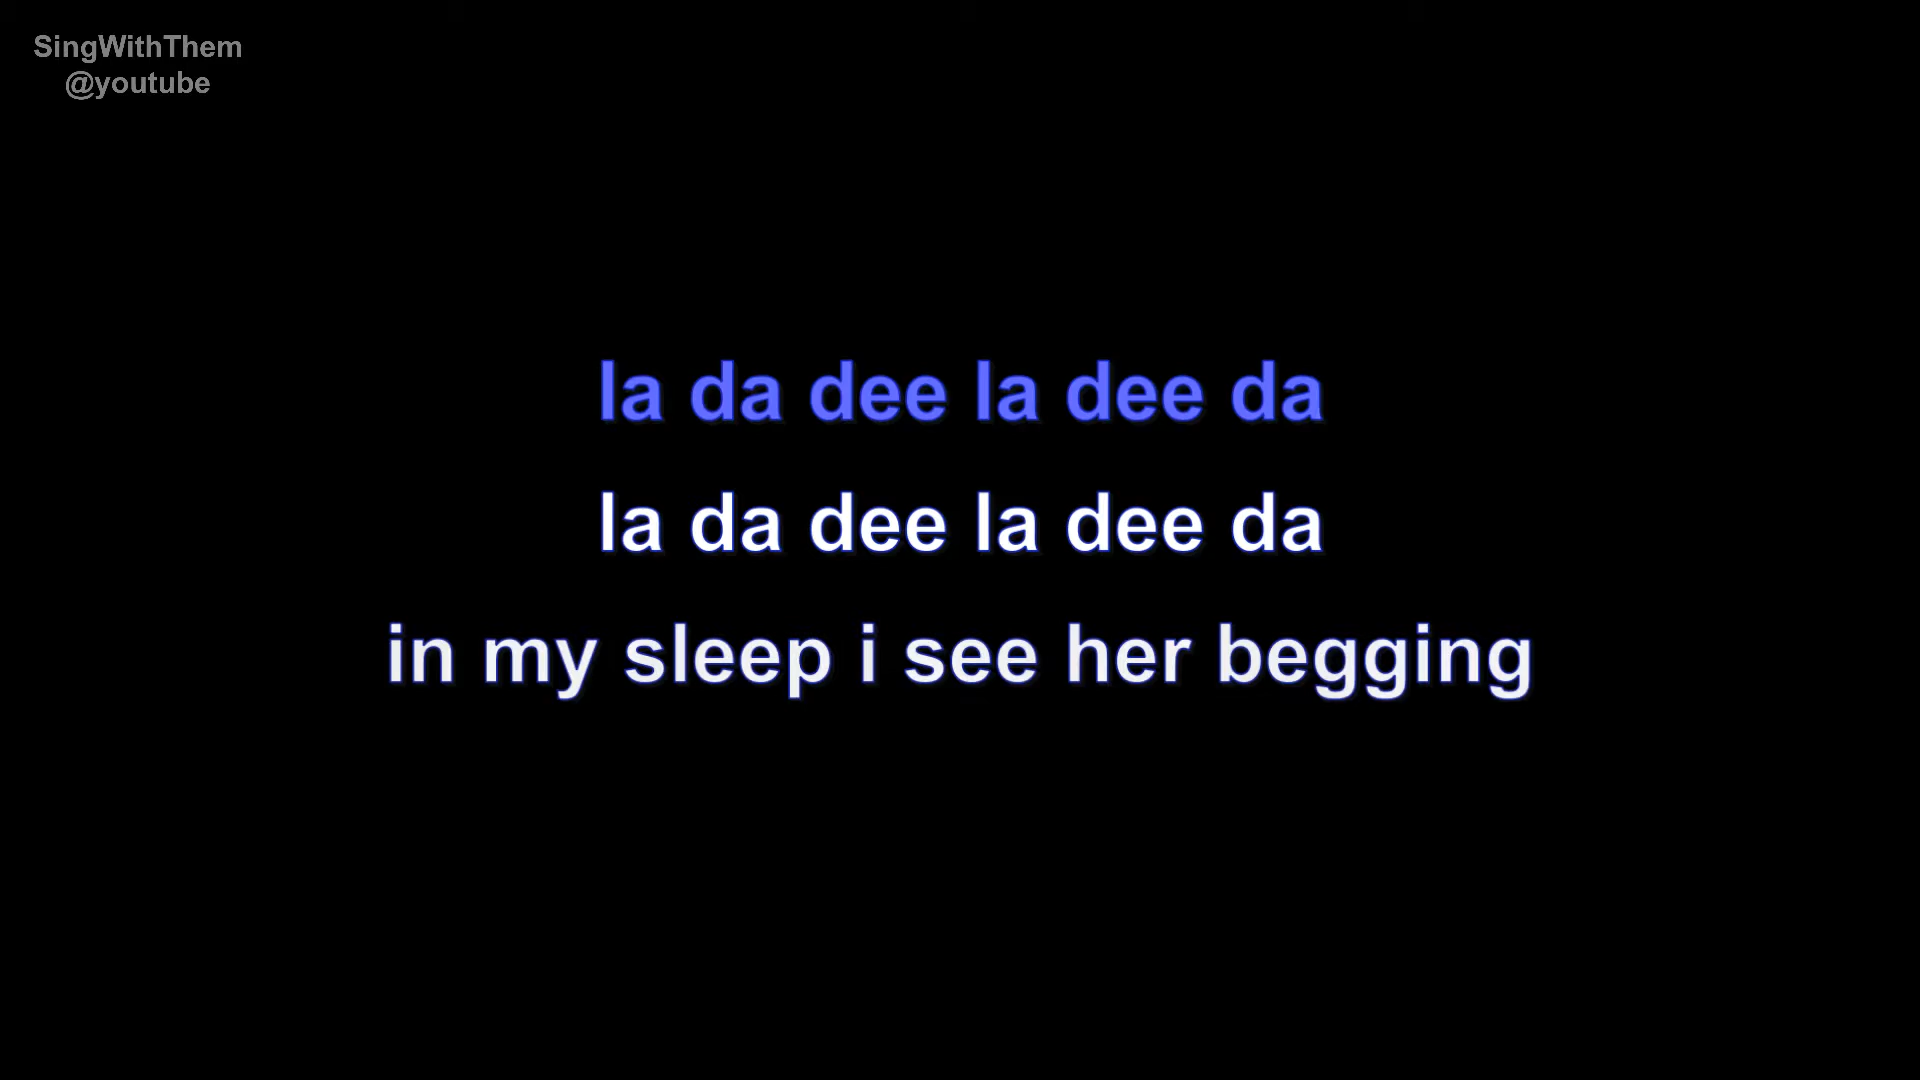 SingWithThem
@youtube
la da dee la dee da
la da dee la dee da
in my sleep i see her begging